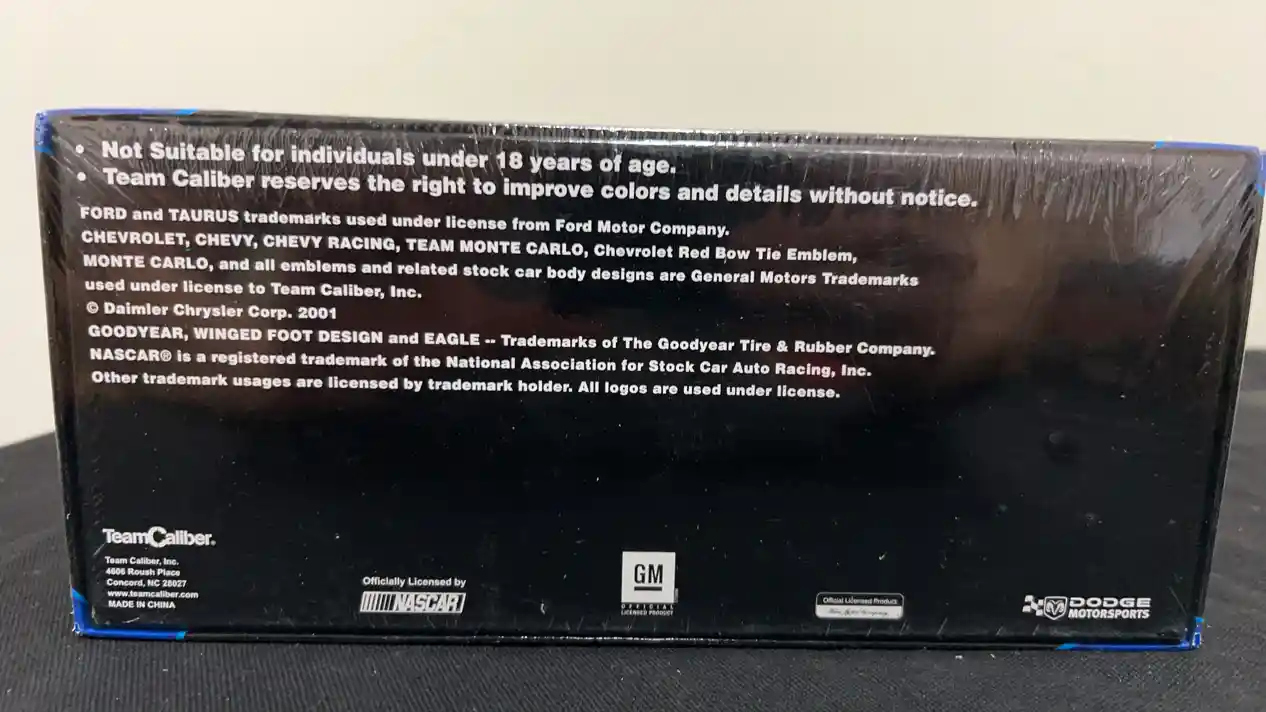 • Not Suitable for individuals under 18 years of age.
• Team Caliber reserves the right to improve colors and details without notice.
FORD and TAURUS trademarks used under license from Ford Motor Company.
CHEVROLET, CHEVY, CHEVY RACING, TEAM MONTE CARLO, Chevrolet Red Bow Tie Emblem,
MONTE CARLO, and all emblems and related stock car body designs are General Motors Trademarks
used under license to Team Caliber, Inc.
© Daimler Chrysler Corp. 2001
GOODYEAR, WINGED FOOT DESIGN and EAGLE -- Trademarks of The Goodyear Tire & Rubber Company.
NASCAR® is a registered trademark of the National Association for Stock Car Auto Racing, Inc.
Other trademark usages are licensed by trademark holder. All logos are used under license.
TeamCaliber®
Team Caliber, Inc.
4606 Roush Place
Concord, NC 28027
www.teamcaliber.com
MADE IN CHINA
Officially Licensed by
NASCAR
GM
OFFICIAL
LICENSED PRODUCT
Official Licensed Product
DODGE
MOTORSPORTS